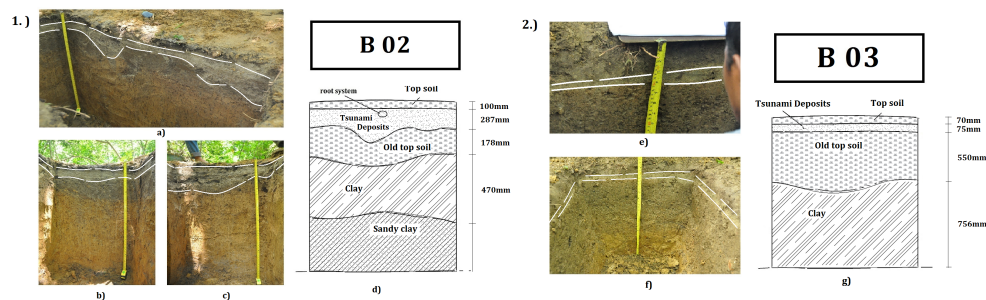 1.)
a)
b)
c)
B 02
root system
Top soil
Tsunami
Deposits
Old top soil
Clay
Sandy clay
100mm
287mm
178mm
470mm
d)
2.)
e)
f)
B 03
Tsunami Deposits
Top soil
Old top soil
Clay
70mm
75mm
550mm
756mm
g)